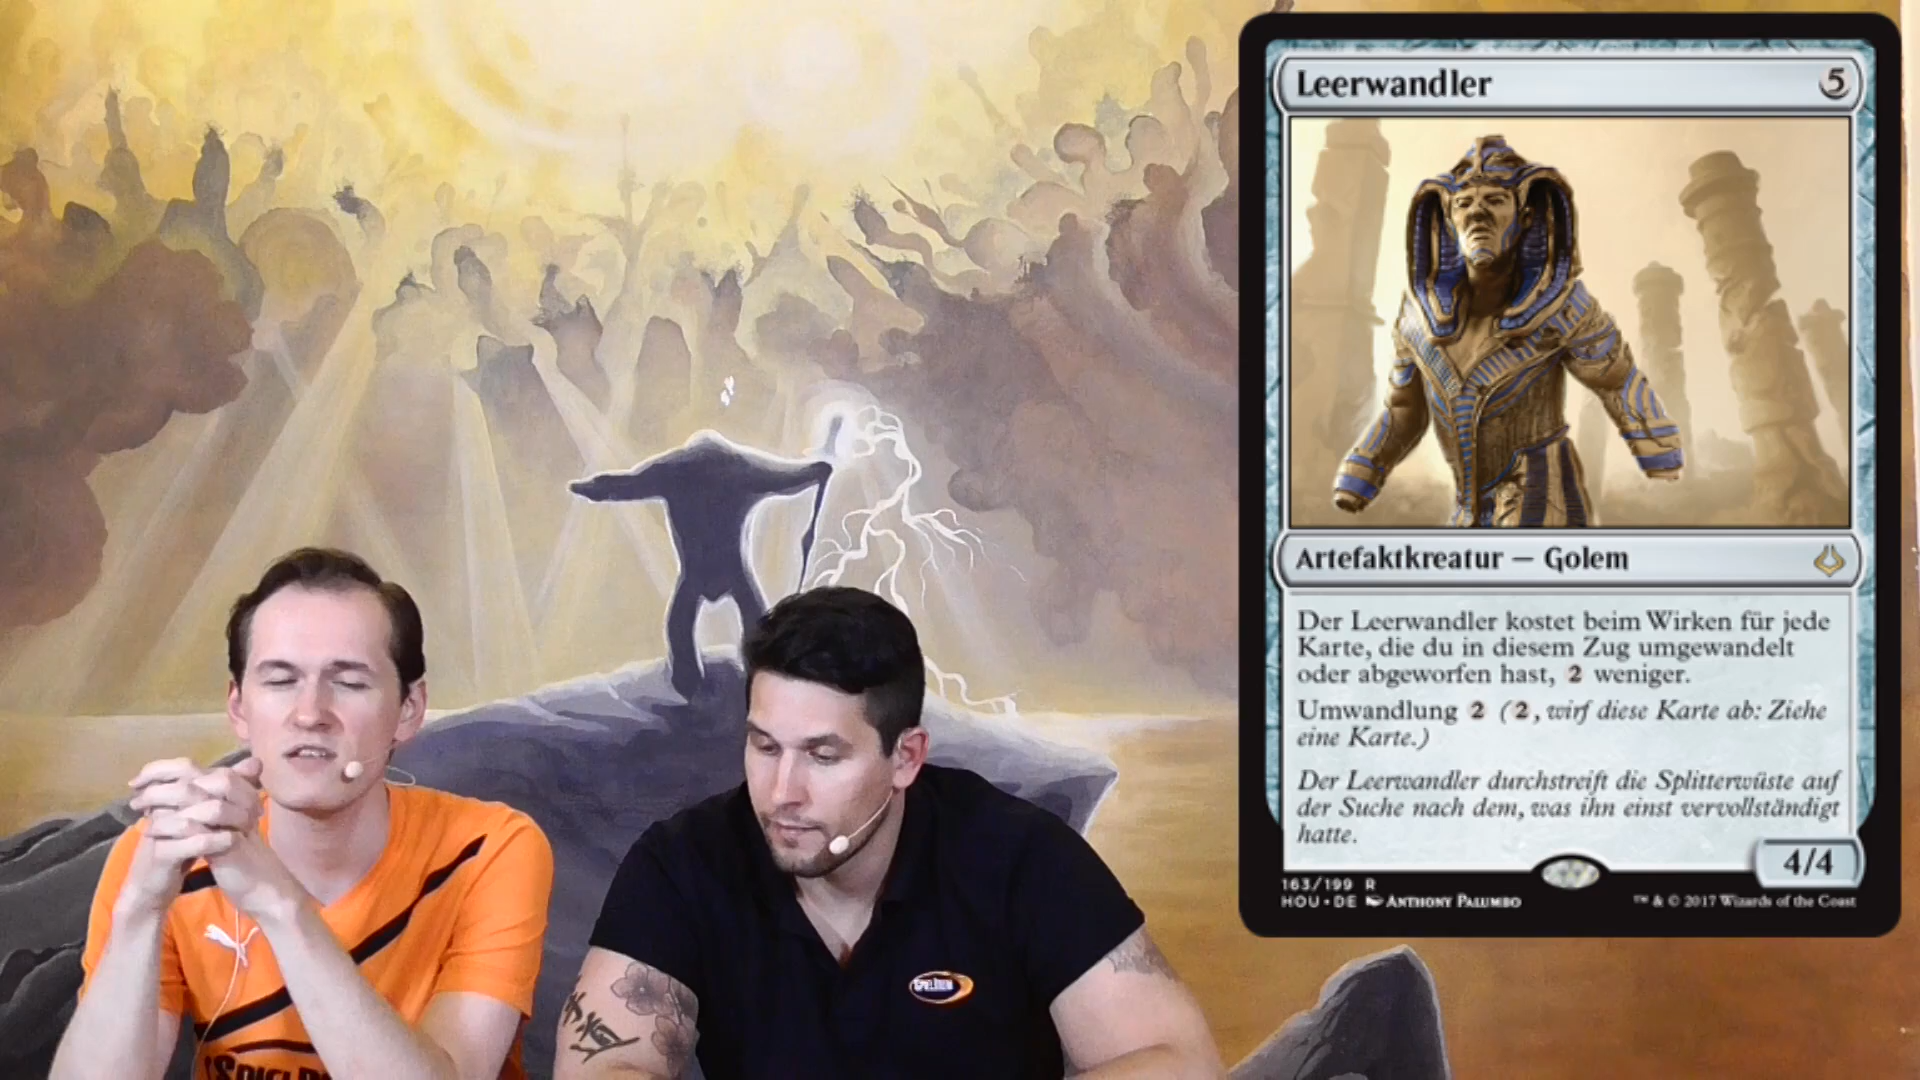 Leerwandler 5
Artefaktkreatur — Golem
Der Leerwandler kostet beim Wirken für jede
Karte, die du in diesem Zug umgewandelt
oder abgeworfen hast, 2 weniger.
Umwandlung 2 (2, wirf diese Karte ab: Ziehe
eine Karte.)
Der Leerwandler durchstreift die Splitterwüste auf
der Suche nach dem, was ihn einst vervollständigt
hatte.
4/4
163/199 R
HOU • DE Anthony Palumbo
™ & © 2017 Wizards of the Coast